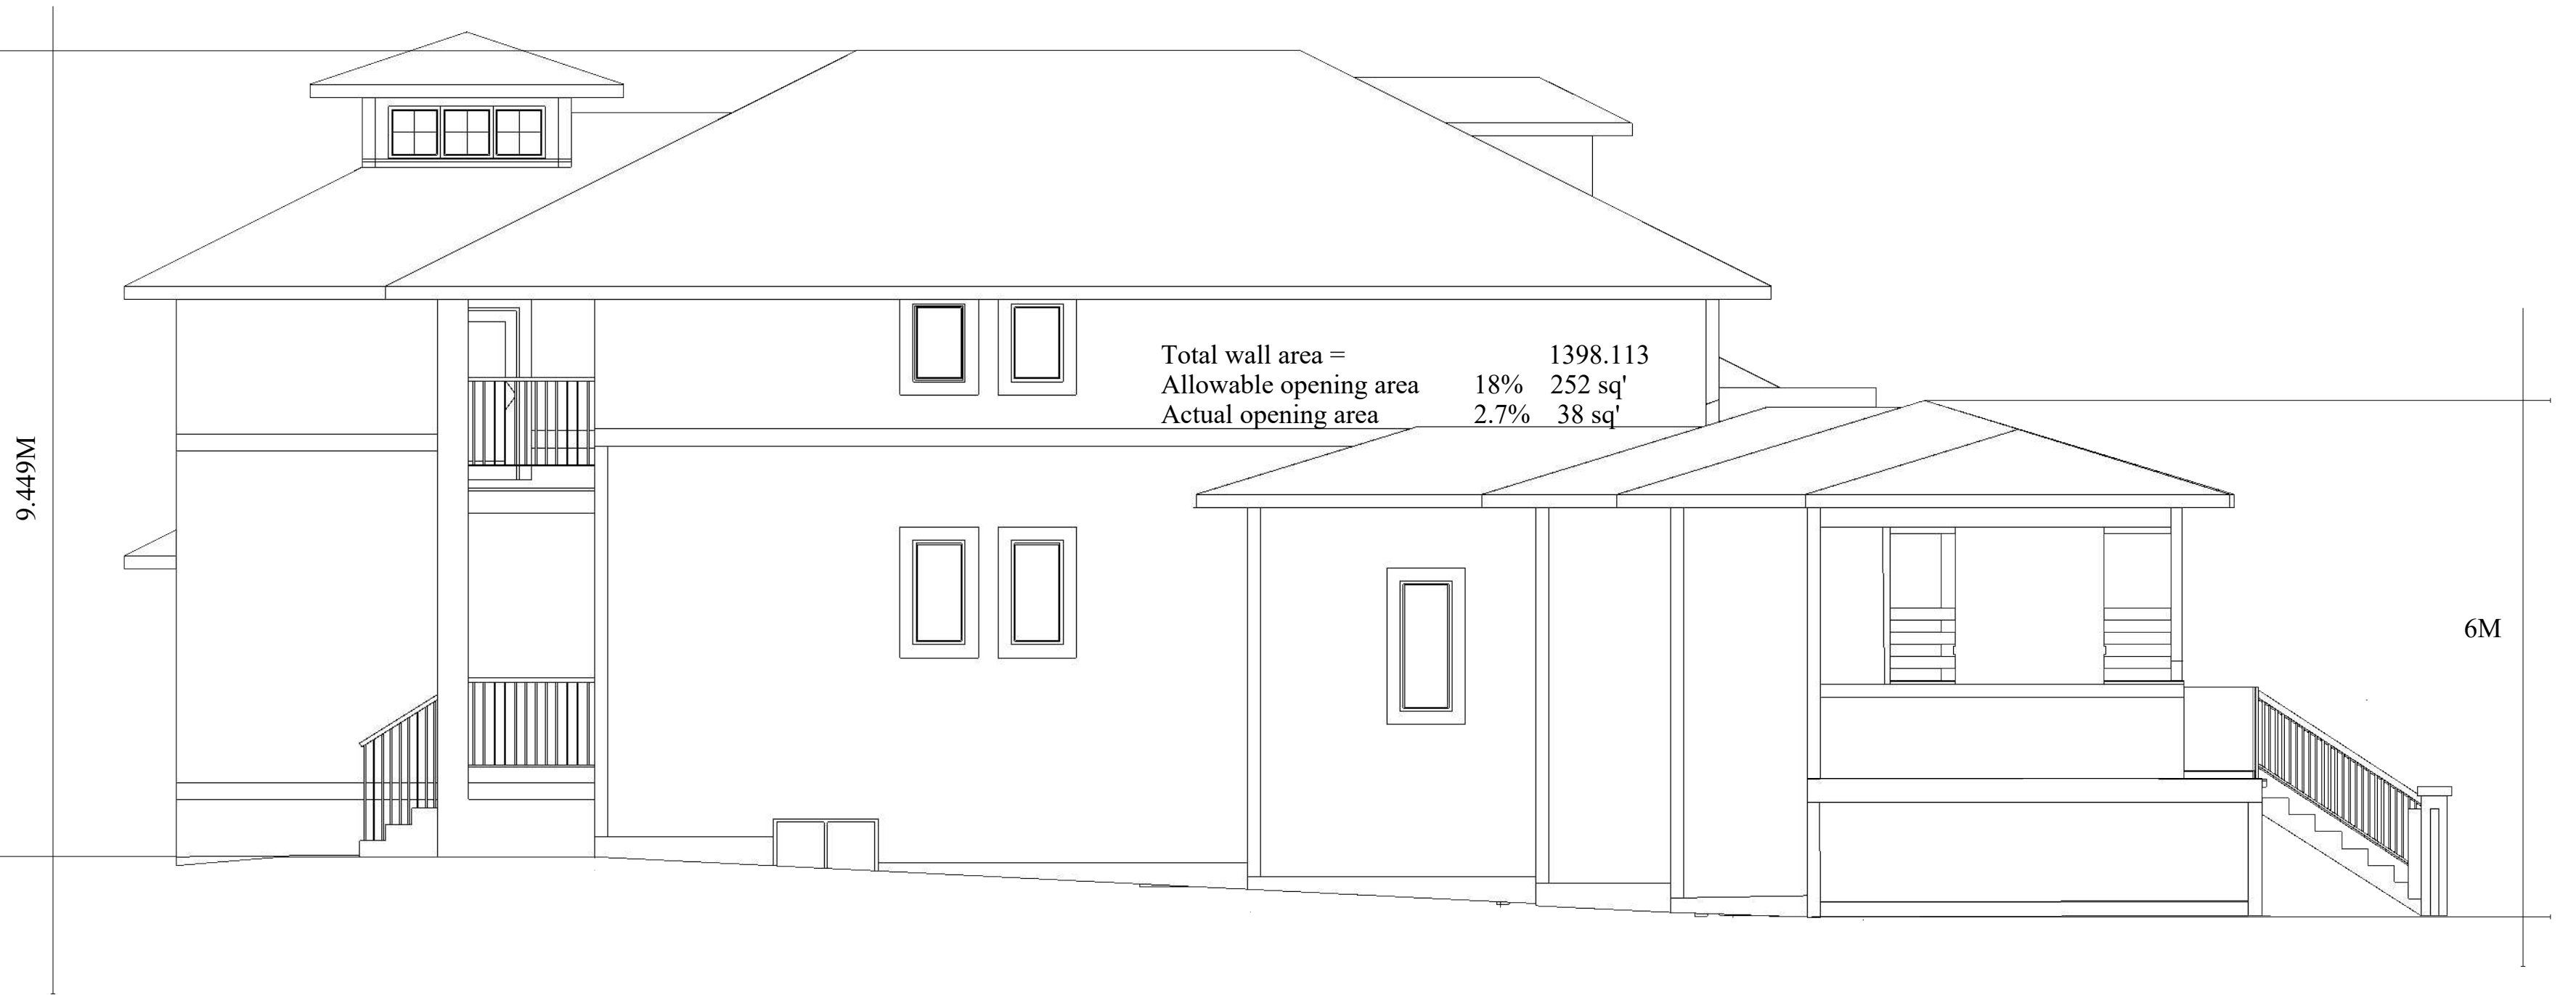 Total wall area = 1398.113
Allowable opening area 18% 252 sq'
Actual opening area 2.7% 38 sq'
9.449M
6M